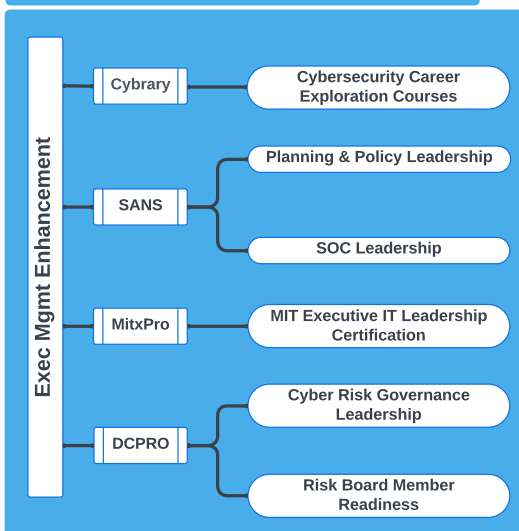 Exec Mgmt Enhancement
Cybrary
Cybersecurity Career
Exploration Courses
SANS
Planning & Policy Leadership
SOC Leadership
MitxPro
MIT Executive IT Leadership
Certification
DCPRO
Cyber Risk Governance
Leadership
Risk Board Member
Readiness